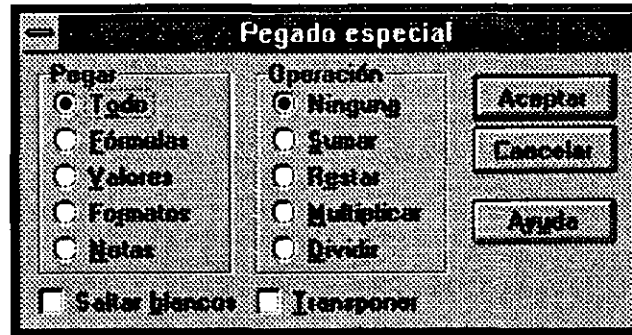 Pegado especial
Pegar
Todo
Fórmulas
Valores
Formatos
Notas
Operación
Ninguna
Sumar
Restar
Multiplicar
Dividir
Aceptar
Cancelar
Ayuda
Saltar blancos
Transponer